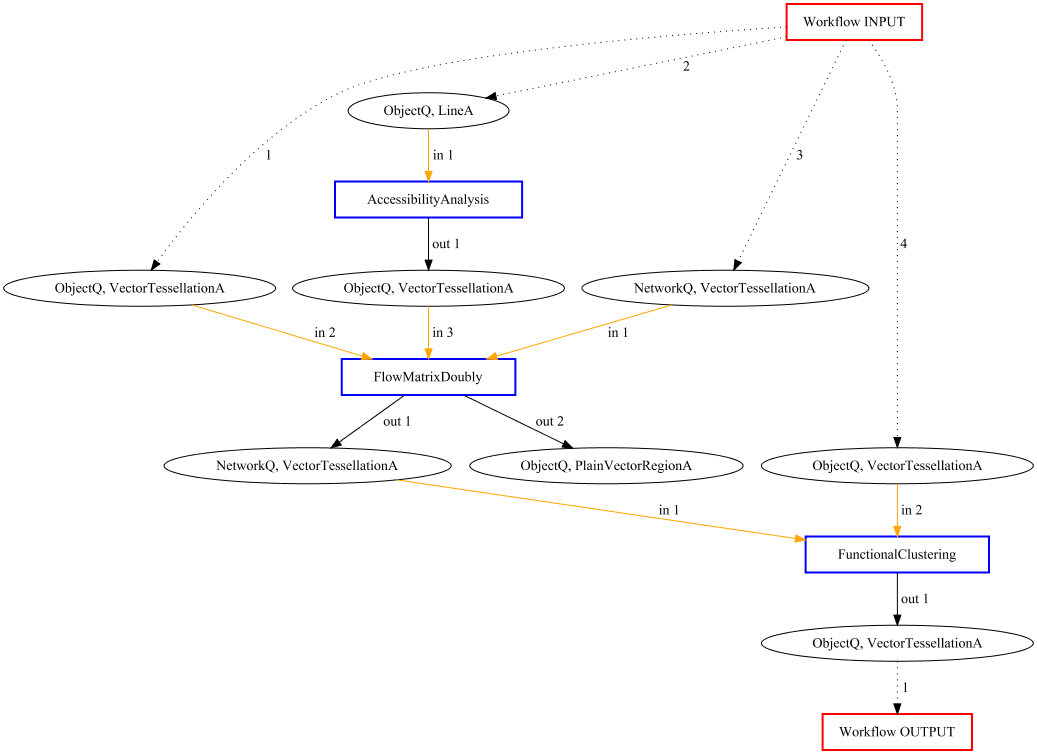 Workflow INPUT
2
ObjectQ, LineA
1
in 1
3
AccessibilityAnalysis
out 1
4
ObjectQ, VectorTessellationA
ObjectQ, VectorTessellationA
NetworkQ, VectorTessellationA
in 2
in 3
in 1
FlowMatrixDoubly
out 1
out 2
NetworkQ, VectorTessellationA
ObjectQ, PlainVectorRegionA
ObjectQ, VectorTessellationA
in 1
in 2
FunctionalClustering
out 1
ObjectQ, VectorTessellationA
1
Workflow OUTPUT